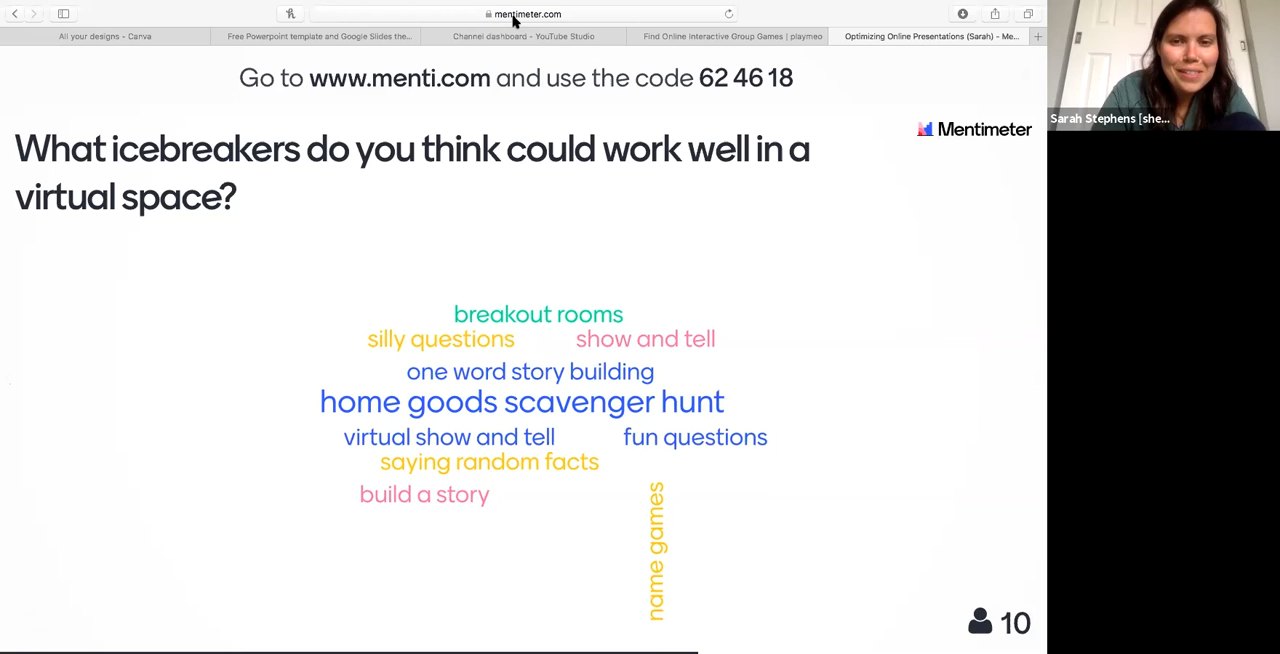 mentimeter.com
All your designs - Canva
Free Powerpoint template and Google Slides the...
Channel dashboard - YouTube Studio
Find Online Interactive Group Games | playmeo
Optimizing Online Presentations (Sarah) - Me...
Go to www.menti.com and use the code 62 46 18
Sarah Stephens [she...
Mentimeter
What icebreakers do you think could work well in a
virtual space?
breakout rooms
silly questions
show and tell
one word story building
home goods scavenger hunt
virtual show and tell
fun questions
saying random facts
build a story
name games
10